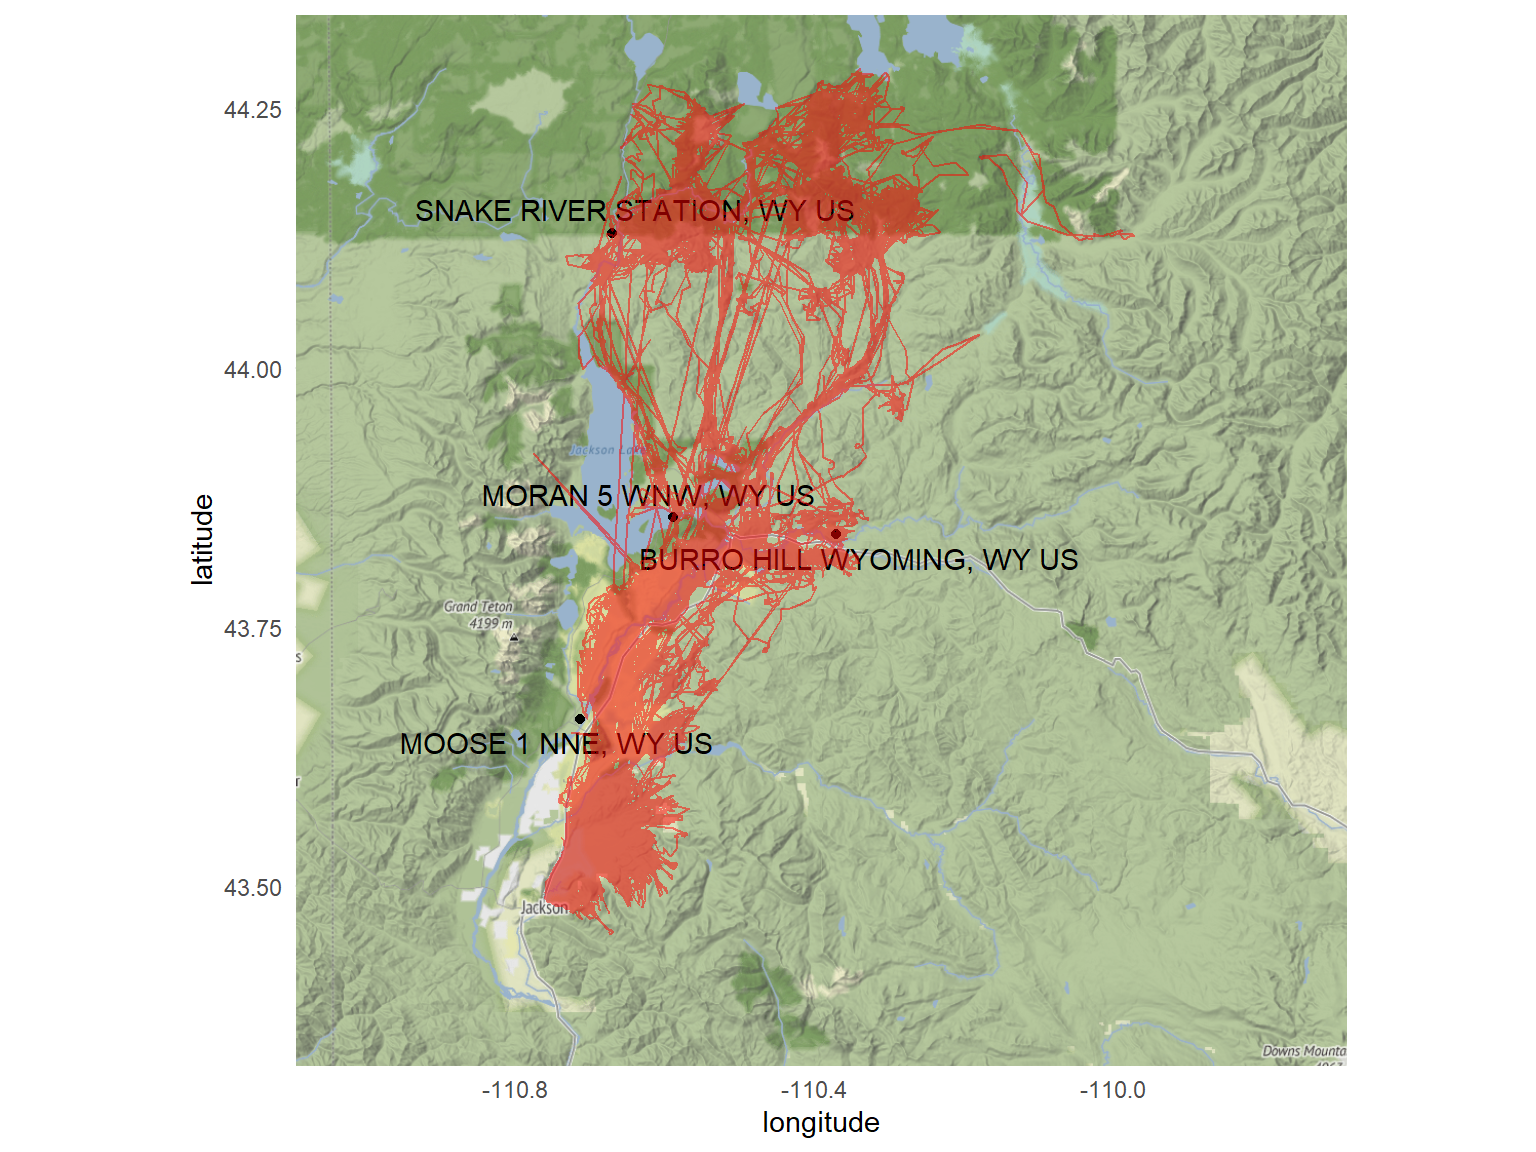 44.25
SNAKE RIVER STATION, WY US
44.00
Jackson Lake
MORAN 5 WNW, WY US
BURRO HILL WYOMING, WY US
latitude
Grand Teton
4199 m
43.75
s
MOOSE 1 NNE, WY US
r
43.50
Jackson
Downs Mounta
-110.8
-110.4
-110.0
longitude